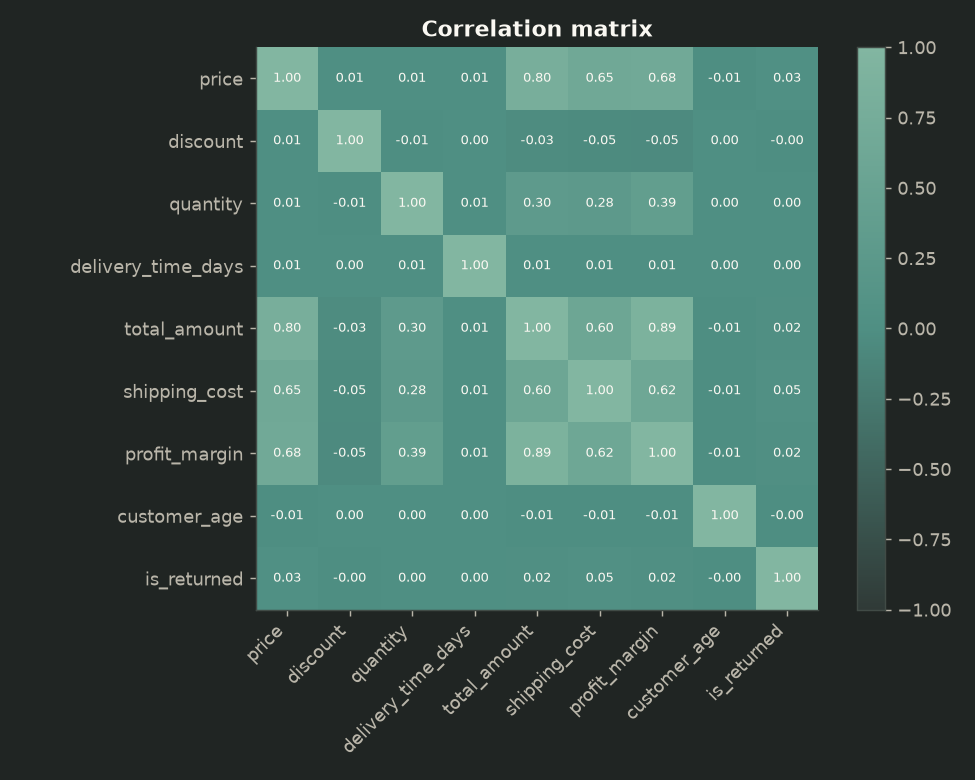 Correlation matrix
price 1.00 0.01 0.01 0.01 0.80 0.65 0.68 -0.01 0.03
discount 0.01 1.00 -0.01 0.00 -0.03 -0.05 -0.05 0.00 -0.00
quantity 0.01 -0.01 1.00 0.01 0.30 0.28 0.39 0.00 0.00
delivery_time_days 0.01 0.00 0.01 1.00 0.01 0.01 0.01 0.00 0.00
total_amount 0.80 -0.03 0.30 0.01 1.00 0.60 0.89 -0.01 0.02
shipping_cost 0.65 -0.05 0.28 0.01 0.60 1.00 0.62 -0.01 0.05
profit_margin 0.68 -0.05 0.39 0.01 0.89 0.62 1.00 -0.01 0.02
customer_age -0.01 0.00 0.00 0.00 -0.01 -0.01 -0.01 1.00 -0.00
is_returned 0.03 -0.00 0.00 0.00 0.02 0.05 0.02 -0.00 1.00
price
discount
quantity
delivery_time_days
total_amount
shipping_cost
profit_margin
customer_age
is_returned
1.00
0.75
0.50
0.25
0.00
−0.25
−0.50
−0.75
−1.00